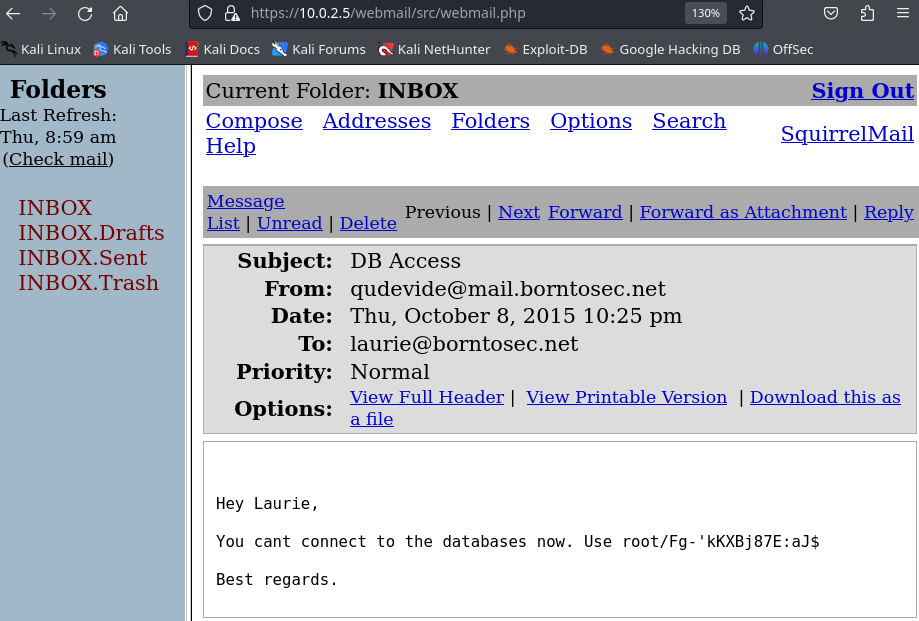 https://10.0.2.5/webmail/src/webmail.php 130%
Kali Linux Kali Tools Kali Docs Kali Forums Kali NetHunter Exploit-DB Google Hacking DB OffSec
Folders
Last Refresh:
Thu, 8:59 am
(Check mail)
INBOX
INBOX.Drafts
INBOX.Sent
INBOX.Trash
Current Folder: INBOX Sign Out
Compose Addresses Folders Options Search
Help
SquirrelMail
Message
List | Unread | Delete
Previous | Next Forward | Forward as Attachment | Reply
Subject: DB Access
From: qudevide@mail.borntosec.net
Date: Thu, October 8, 2015 10:25 pm
To: laurie@borntosec.net
Priority: Normal
Options: View Full Header | View Printable Version | Download this as
a file
Hey Laurie,
You cant connect to the databases now. Use root/Fg-'kKXBj87E:aJ$
Best regards.